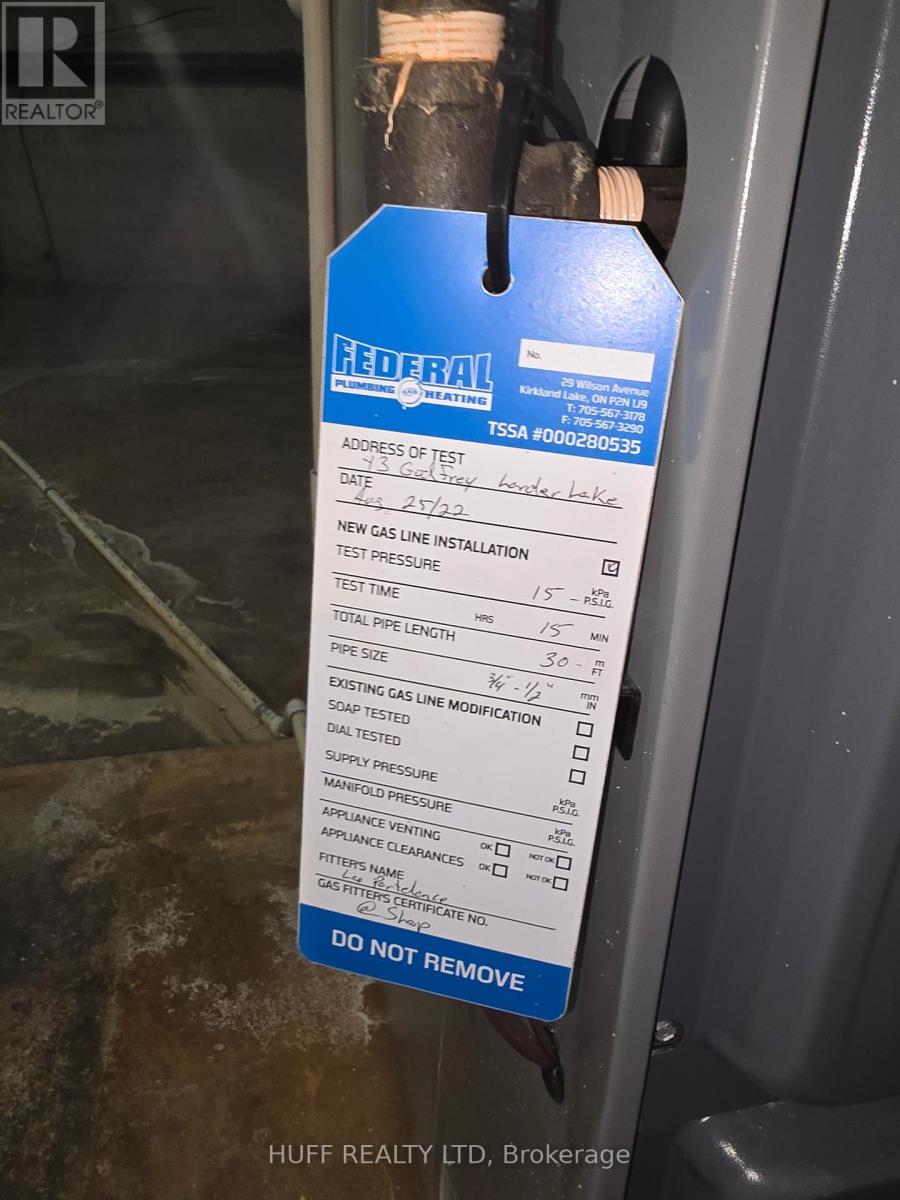 REALTOR®
FEDERAL
PLUMBING AND HEATING
No.
29 Wilson Avenue
Kirkland Lake, ON P2N 1J9
T: 705-567-3178
F: 705-567-3290
TSSA #000280535
ADDRESS OF TEST
43 Godfrey Larder Lake
DATE
Aug 25/22
NEW GAS LINE INSTALLATION
TEST PRESSURE 15 - kPa P.S.I.G.
TEST TIME HRS 15 MIN
TOTAL PIPE LENGTH 30 - m FT
PIPE SIZE 3/4" - 1/2" mm IN
EXISTING GAS LINE MODIFICATION
SOAP TESTED
DIAL TESTED
SUPPLY PRESSURE kPa P.S.I.G.
MANIFOLD PRESSURE kPa P.S.I.G.
APPLIANCE VENTING OK NOT OK
APPLIANCE CLEARANCES OK NOT OK
FITTER'S NAME
GAS FITTER'S CERTIFICATE NO.
@ Shop
DO NOT REMOVE
HUFF REALTY LTD, Brokerage